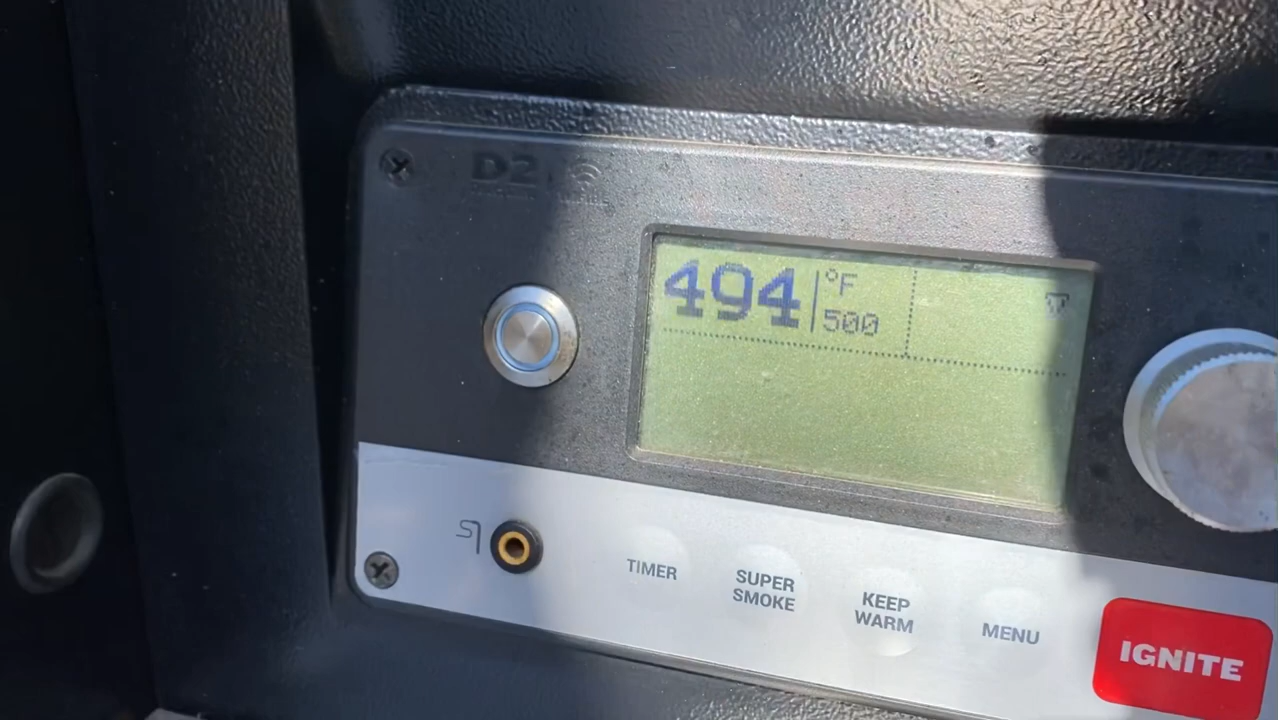 D2
494 °F
500
TIMER
SUPER
SMOKE
KEEP
WARM
MENU
IGNITE